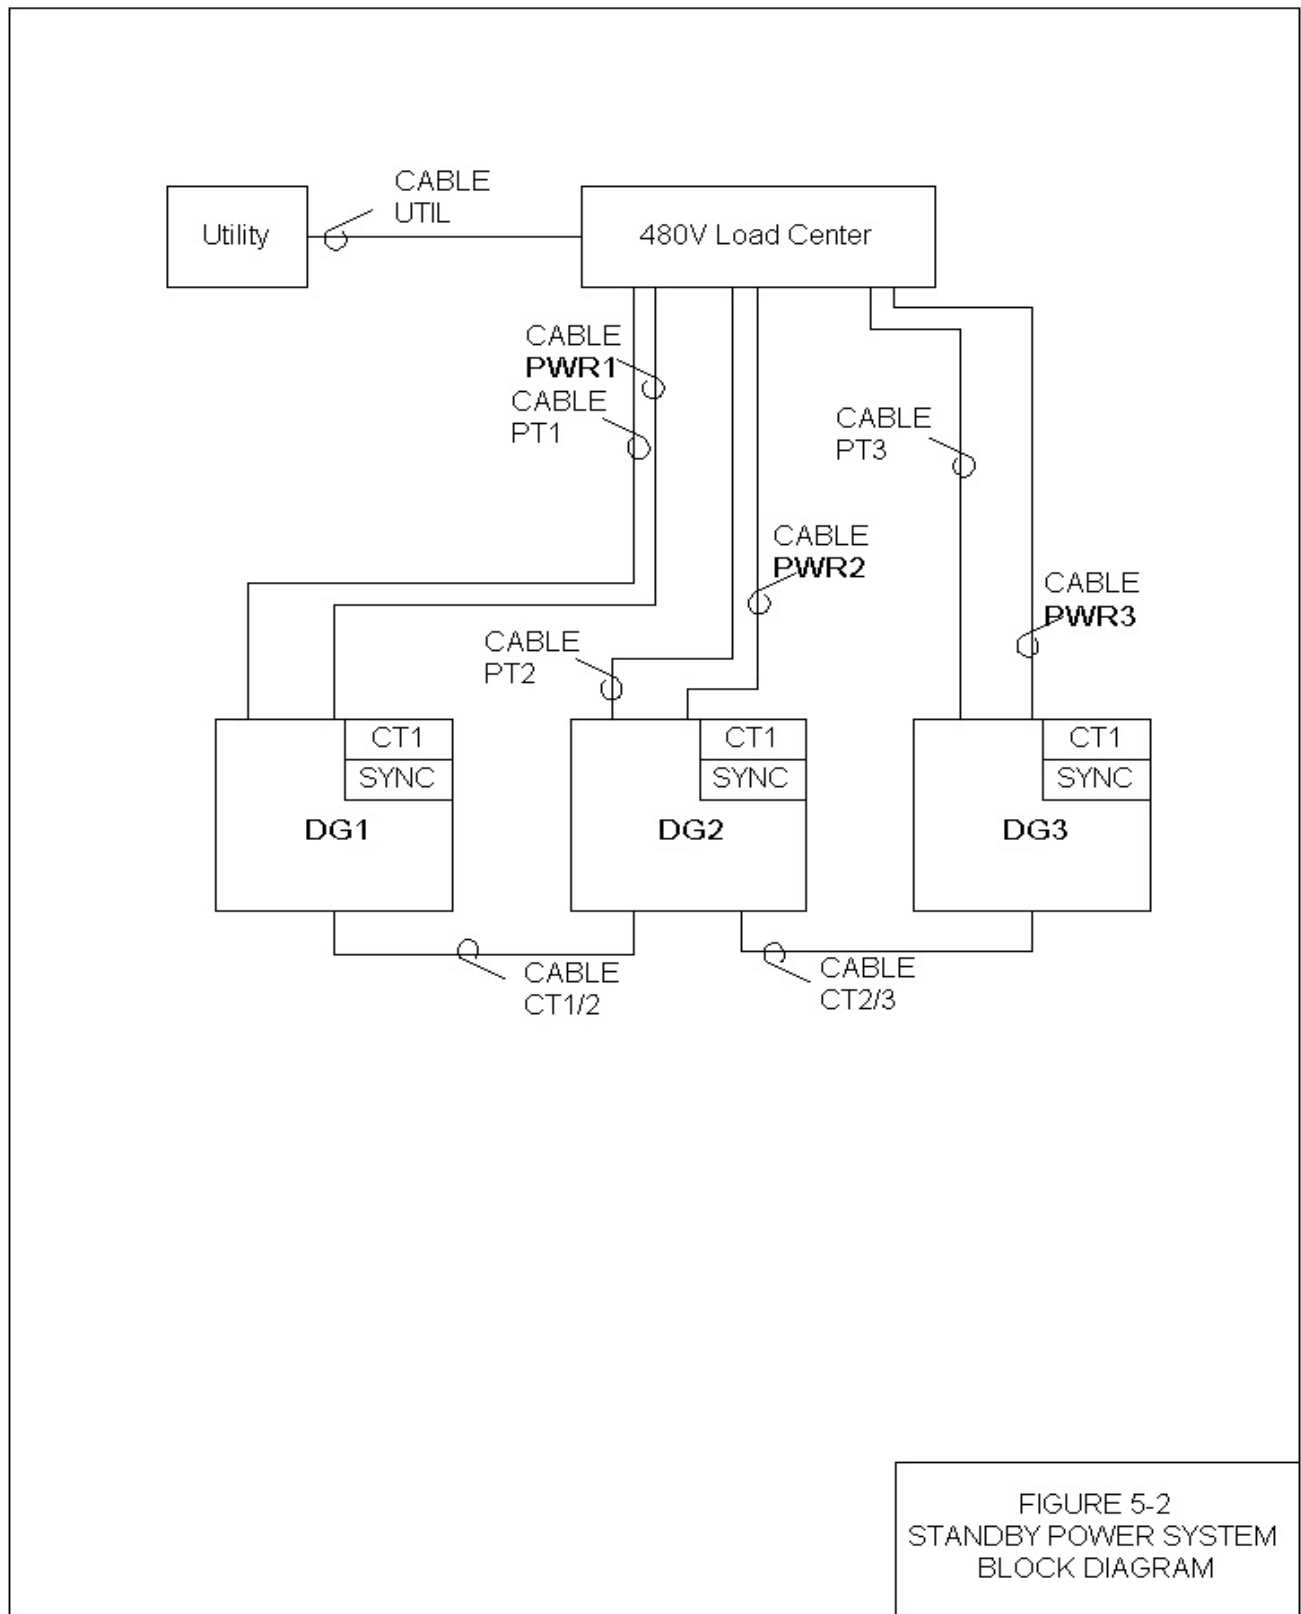 CABLE
UTIL
Utility
480V Load Center
CABLE
PWR1
CABLE
PT1
CABLE
PT3
CABLE
PWR2
CABLE
PWR3
CABLE
PT2
CT1
SYNC
DG1
CT1
SYNC
DG2
CT1
SYNC
DG3
CABLE
CT1/2
CABLE
CT2/3
FIGURE 5-2
STANDBY POWER SYSTEM
BLOCK DIAGRAM